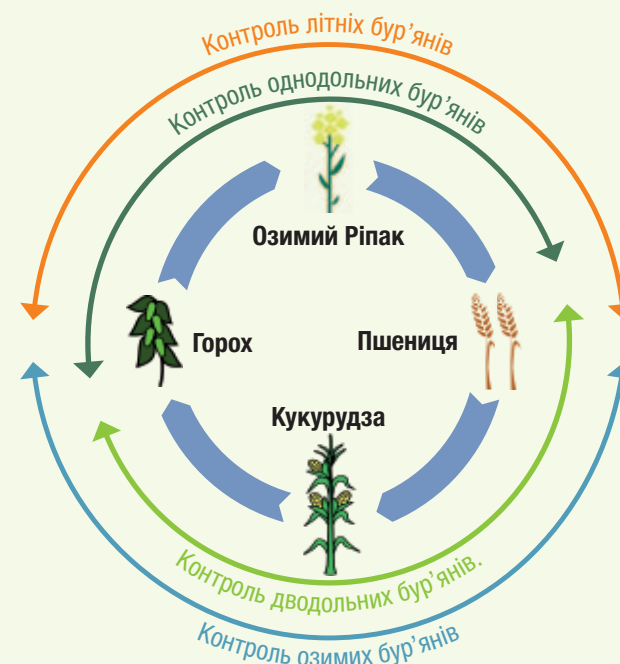 Контроль літніх бур’янів
Контроль однодольних бур’янів
Озимий Ріпак
Горох
Пшениця
Кукурудза
Контроль дводольних бур’янів.
Контроль озимих бур’янів